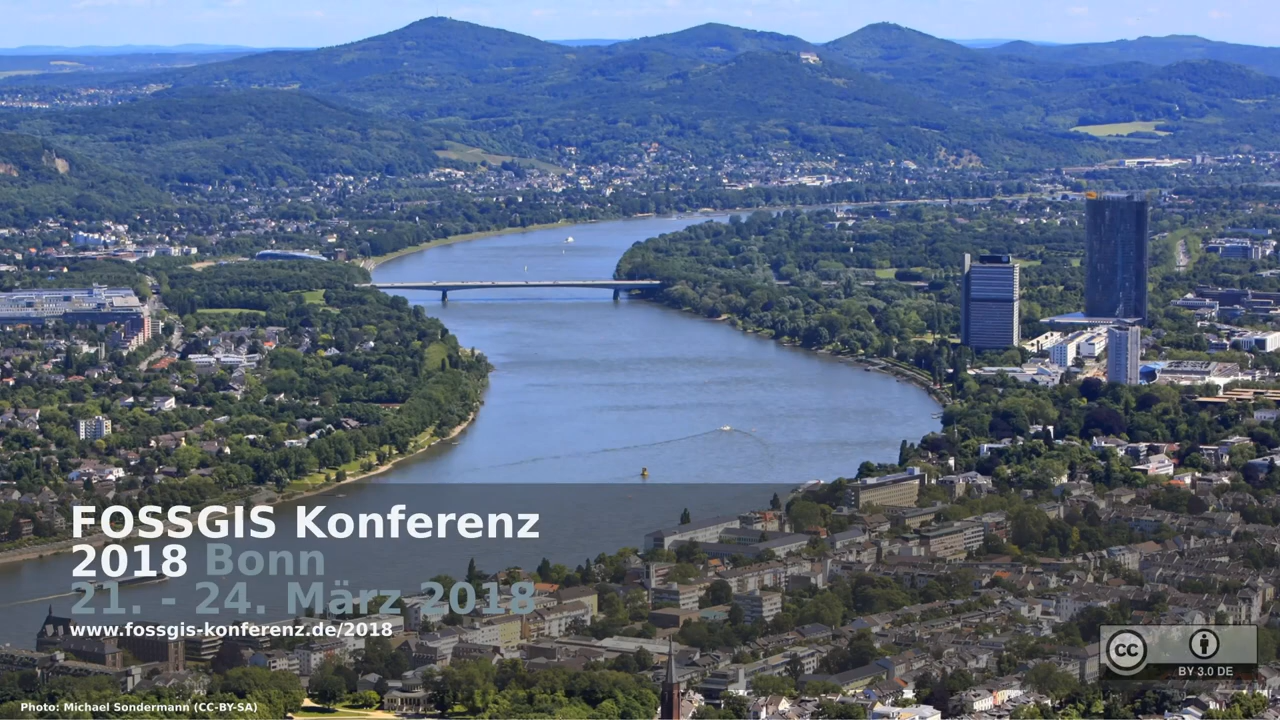 FOSSGIS Konferenz
2018 Bonn
21. - 24. März 2018
www.fossgis-konferenz.de/2018
cc
BY 3.0 DE
Photo: Michael Sondermann (CC-BY-SA)